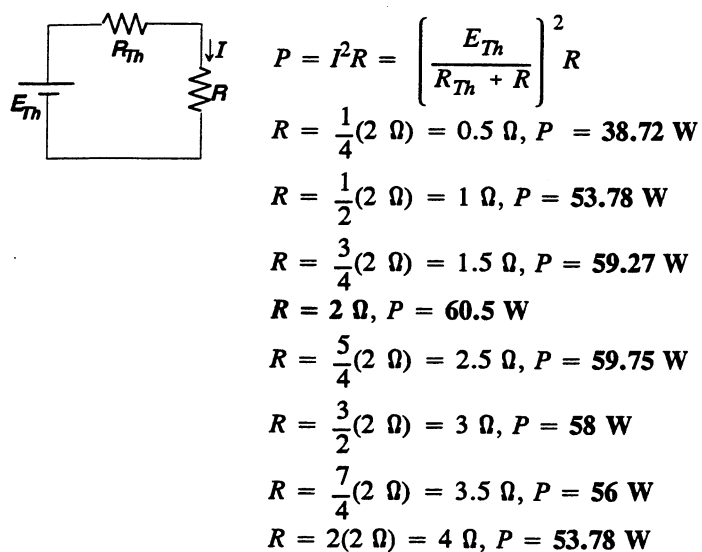 R_Th
↓I
R
E_Th
P = I²R = [E_Th / (R_Th + R)]² R
R = 1/4(2 Ω) = 0.5 Ω, P = 38.72 W
R = 1/2(2 Ω) = 1 Ω, P = 53.78 W
R = 3/4(2 Ω) = 1.5 Ω, P = 59.27 W
R = 2 Ω, P = 60.5 W
R = 5/4(2 Ω) = 2.5 Ω, P = 59.75 W
R = 3/2(2 Ω) = 3 Ω, P = 58 W
R = 7/4(2 Ω) = 3.5 Ω, P = 56 W
R = 2(2 Ω) = 4 Ω, P = 53.78 W